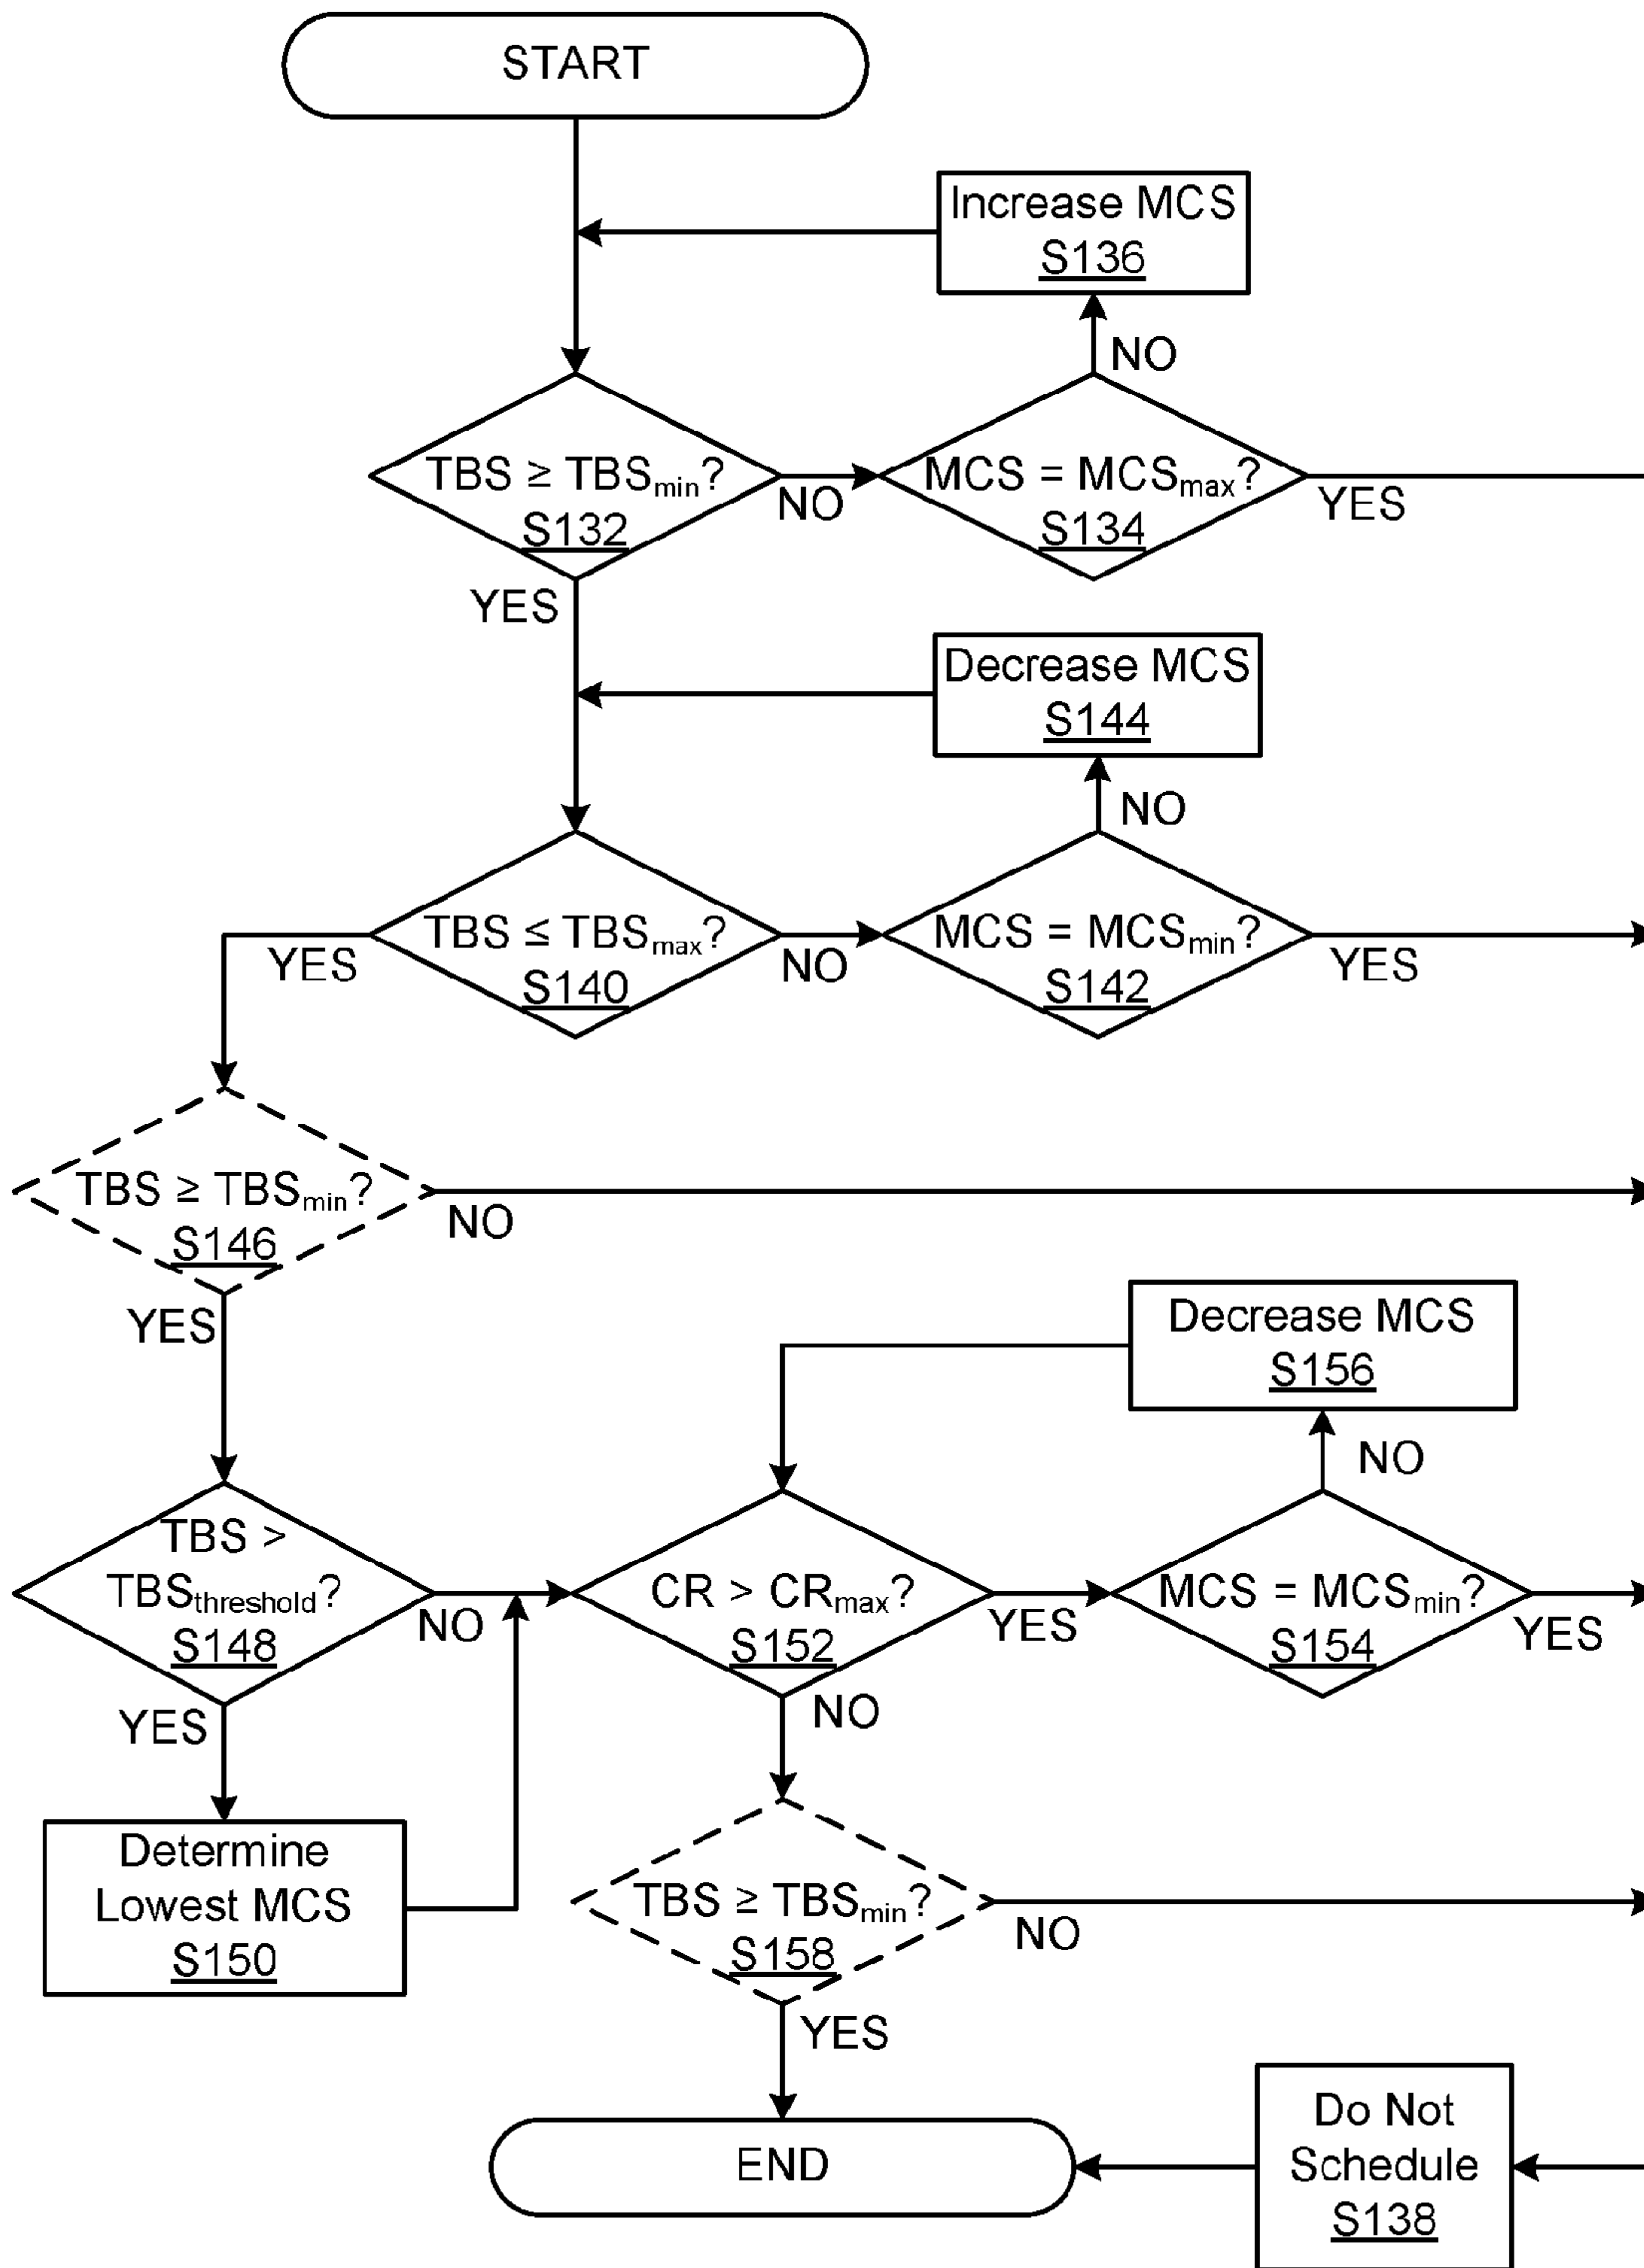 START
Increase MCS
S136
NO
TBS ≥ TBSmin?
S132
NO
MCS = MCSmax?
S134
YES
YES
Decrease MCS
S144
NO
TBS ≤ TBSmax?
S140
YES
NO
MCS = MCSmin?
S142
YES
TBS ≥ TBSmin?
S146
NO
YES
Decrease MCS
S156
NO
TBS >
TBSthreshold?
S148
NO
CR > CRmax?
S152
YES
MCS = MCSmin?
S154
YES
YES
NO
Determine
Lowest MCS
S150
TBS ≥ TBSmin?
S158
NO
YES
Do Not
Schedule
S138
END